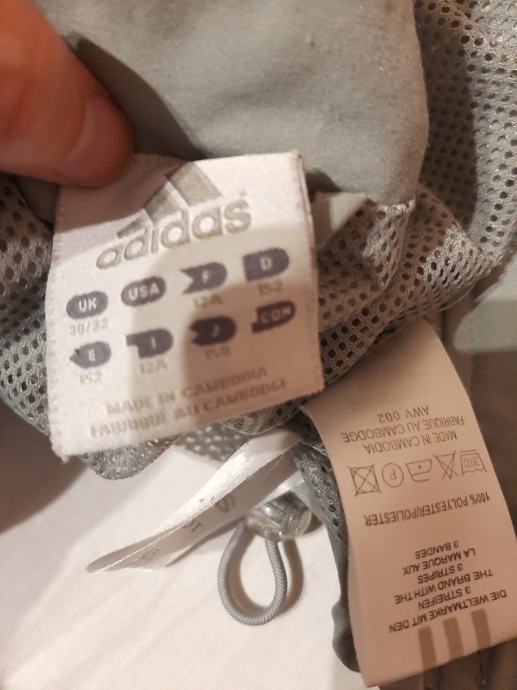 adidas
UK USA F D
30/32 12A 152
E I J COM
152 12A 150
MADE IN CAMBODIA
FABRIQUE AU CAMBODGE
DIE WELTMARKE MIT DEN
3 STREIFEN
THE BRAND WITH THE
3 STRIPES
LA MARQUE AUX
3 BANDES
100% POLYESTER/POLIESTER
MADE IN CAMBODIA
FABRIQUE AU CAMBODGE
AWV 002